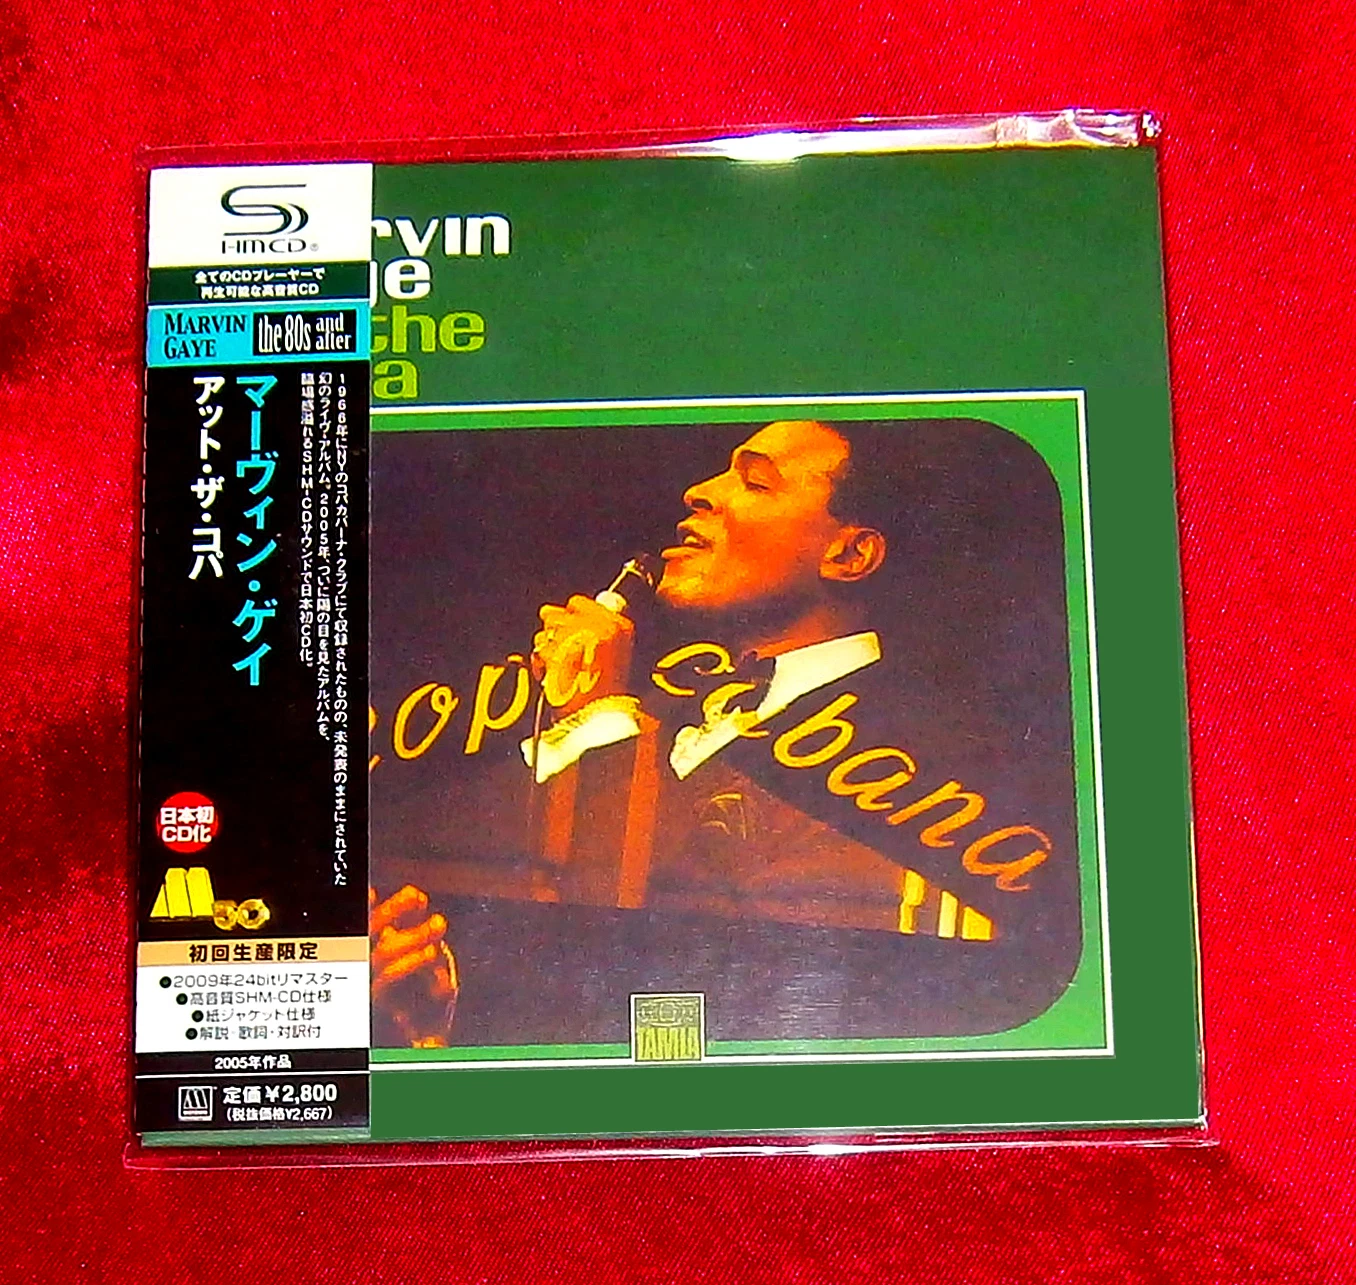 SHM-CD®
全てのCDプレーヤーで
再生可能な高音質CD
MARVIN
GAYE
the 80s and
after
マーヴィン・ゲイ
アット・ザ・コパ
1966年にNYのコパカバーナ・クラブにて収録されたものの、未発表のままにされていた
幻のライヴ・アルバム。2005年、ついに陽の目を見たアルバムを、
臨場感溢れるSHM-CDサウンドで日本初CD化。
日本初
CD化
M50
初回生産限定
●2009年24bitリマスター
●高音質SHM-CD仕様
●紙ジャケット仕様
●解説・歌詞・対訳付
2005年作品
定価¥2,800
(税抜価格¥2,667)
rvin
ye
the
a
opa cabana
TAMLA